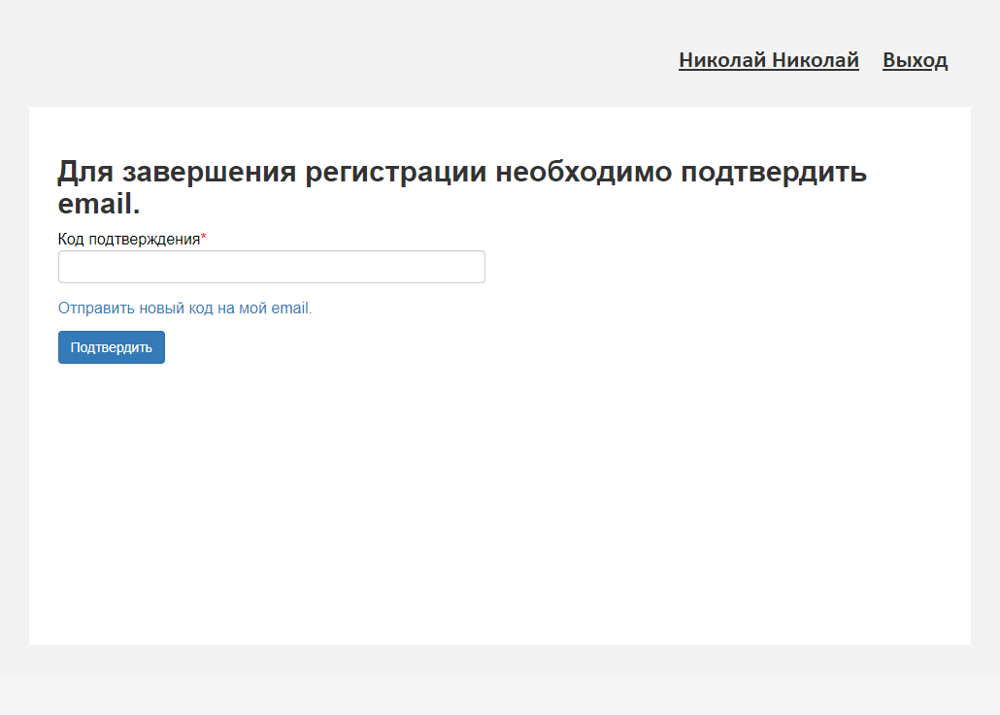 Николай Николай Выход
Для завершения регистрации необходимо подтвердить
email.
Код подтверждения*
Отправить новый код на мой email.
Подтвердить